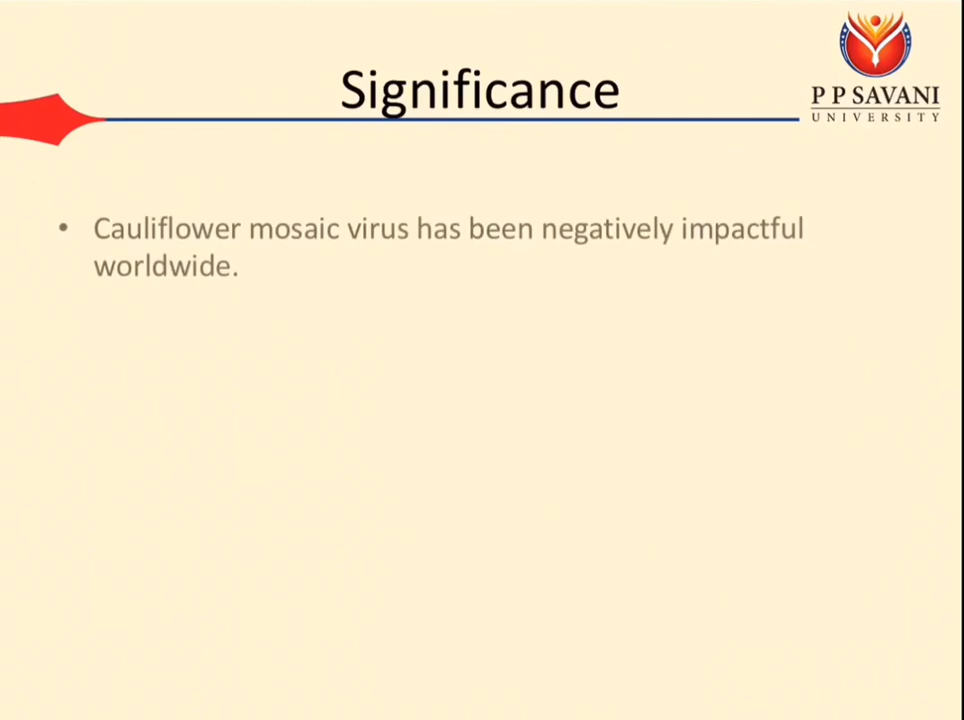 Significance
P P SAVANI
UNIVERSITY
• Cauliflower mosaic virus has been negatively impactful
worldwide.